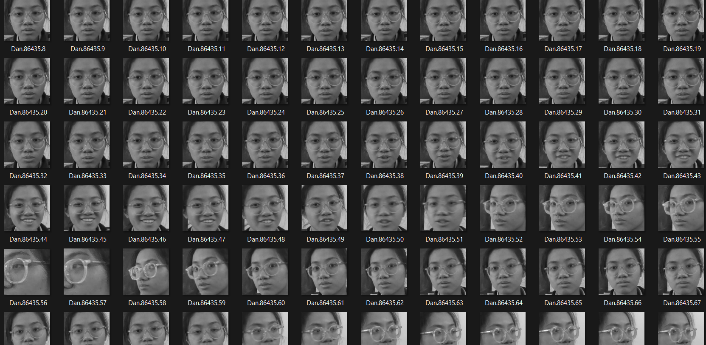 Dan.86435.8 Dan.86435.9 Dan.86435.10 Dan.86435.11 Dan.86435.12 Dan.86435.13 Dan.86435.14 Dan.86435.15 Dan.86435.16 Dan.86435.17 Dan.86435.18 Dan.86435.19
Dan.86435.20 Dan.86435.21 Dan.86435.22 Dan.86435.23 Dan.86435.24 Dan.86435.25 Dan.86435.26 Dan.86435.27 Dan.86435.28 Dan.86435.29 Dan.86435.30 Dan.86435.31
Dan.86435.32 Dan.86435.33 Dan.86435.34 Dan.86435.35 Dan.86435.36 Dan.86435.37 Dan.86435.38 Dan.86435.39 Dan.86435.40 Dan.86435.41 Dan.86435.42 Dan.86435.43
Dan.86435.44 Dan.86435.45 Dan.86435.46 Dan.86435.47 Dan.86435.48 Dan.86435.49 Dan.86435.50 Dan.86435.51 Dan.86435.52 Dan.86435.53 Dan.86435.54 Dan.86435.55
Dan.86435.56 Dan.86435.57 Dan.86435.58 Dan.86435.59 Dan.86435.60 Dan.86435.61 Dan.86435.62 Dan.86435.63 Dan.86435.64 Dan.86435.65 Dan.86435.66 Dan.86435.67